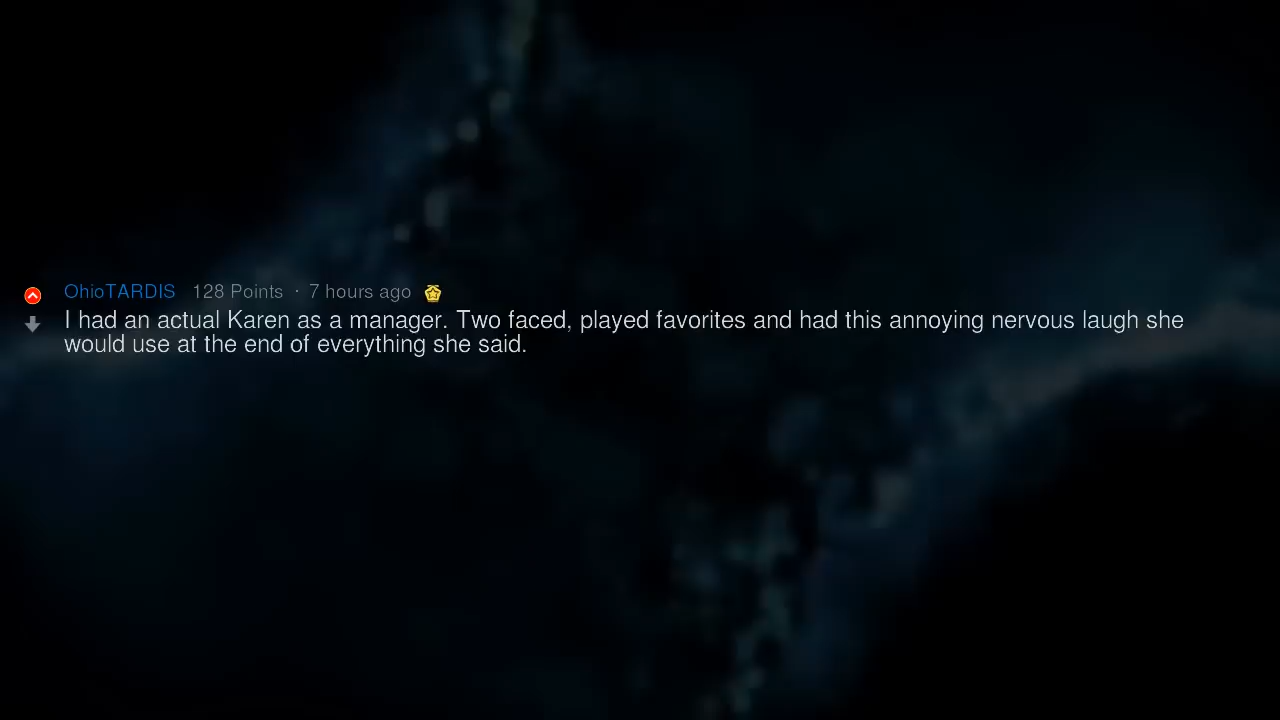 OhioTARDIS 128 Points · 7 hours ago
I had an actual Karen as a manager. Two faced, played favorites and had this annoying nervous laugh she
would use at the end of everything she said.